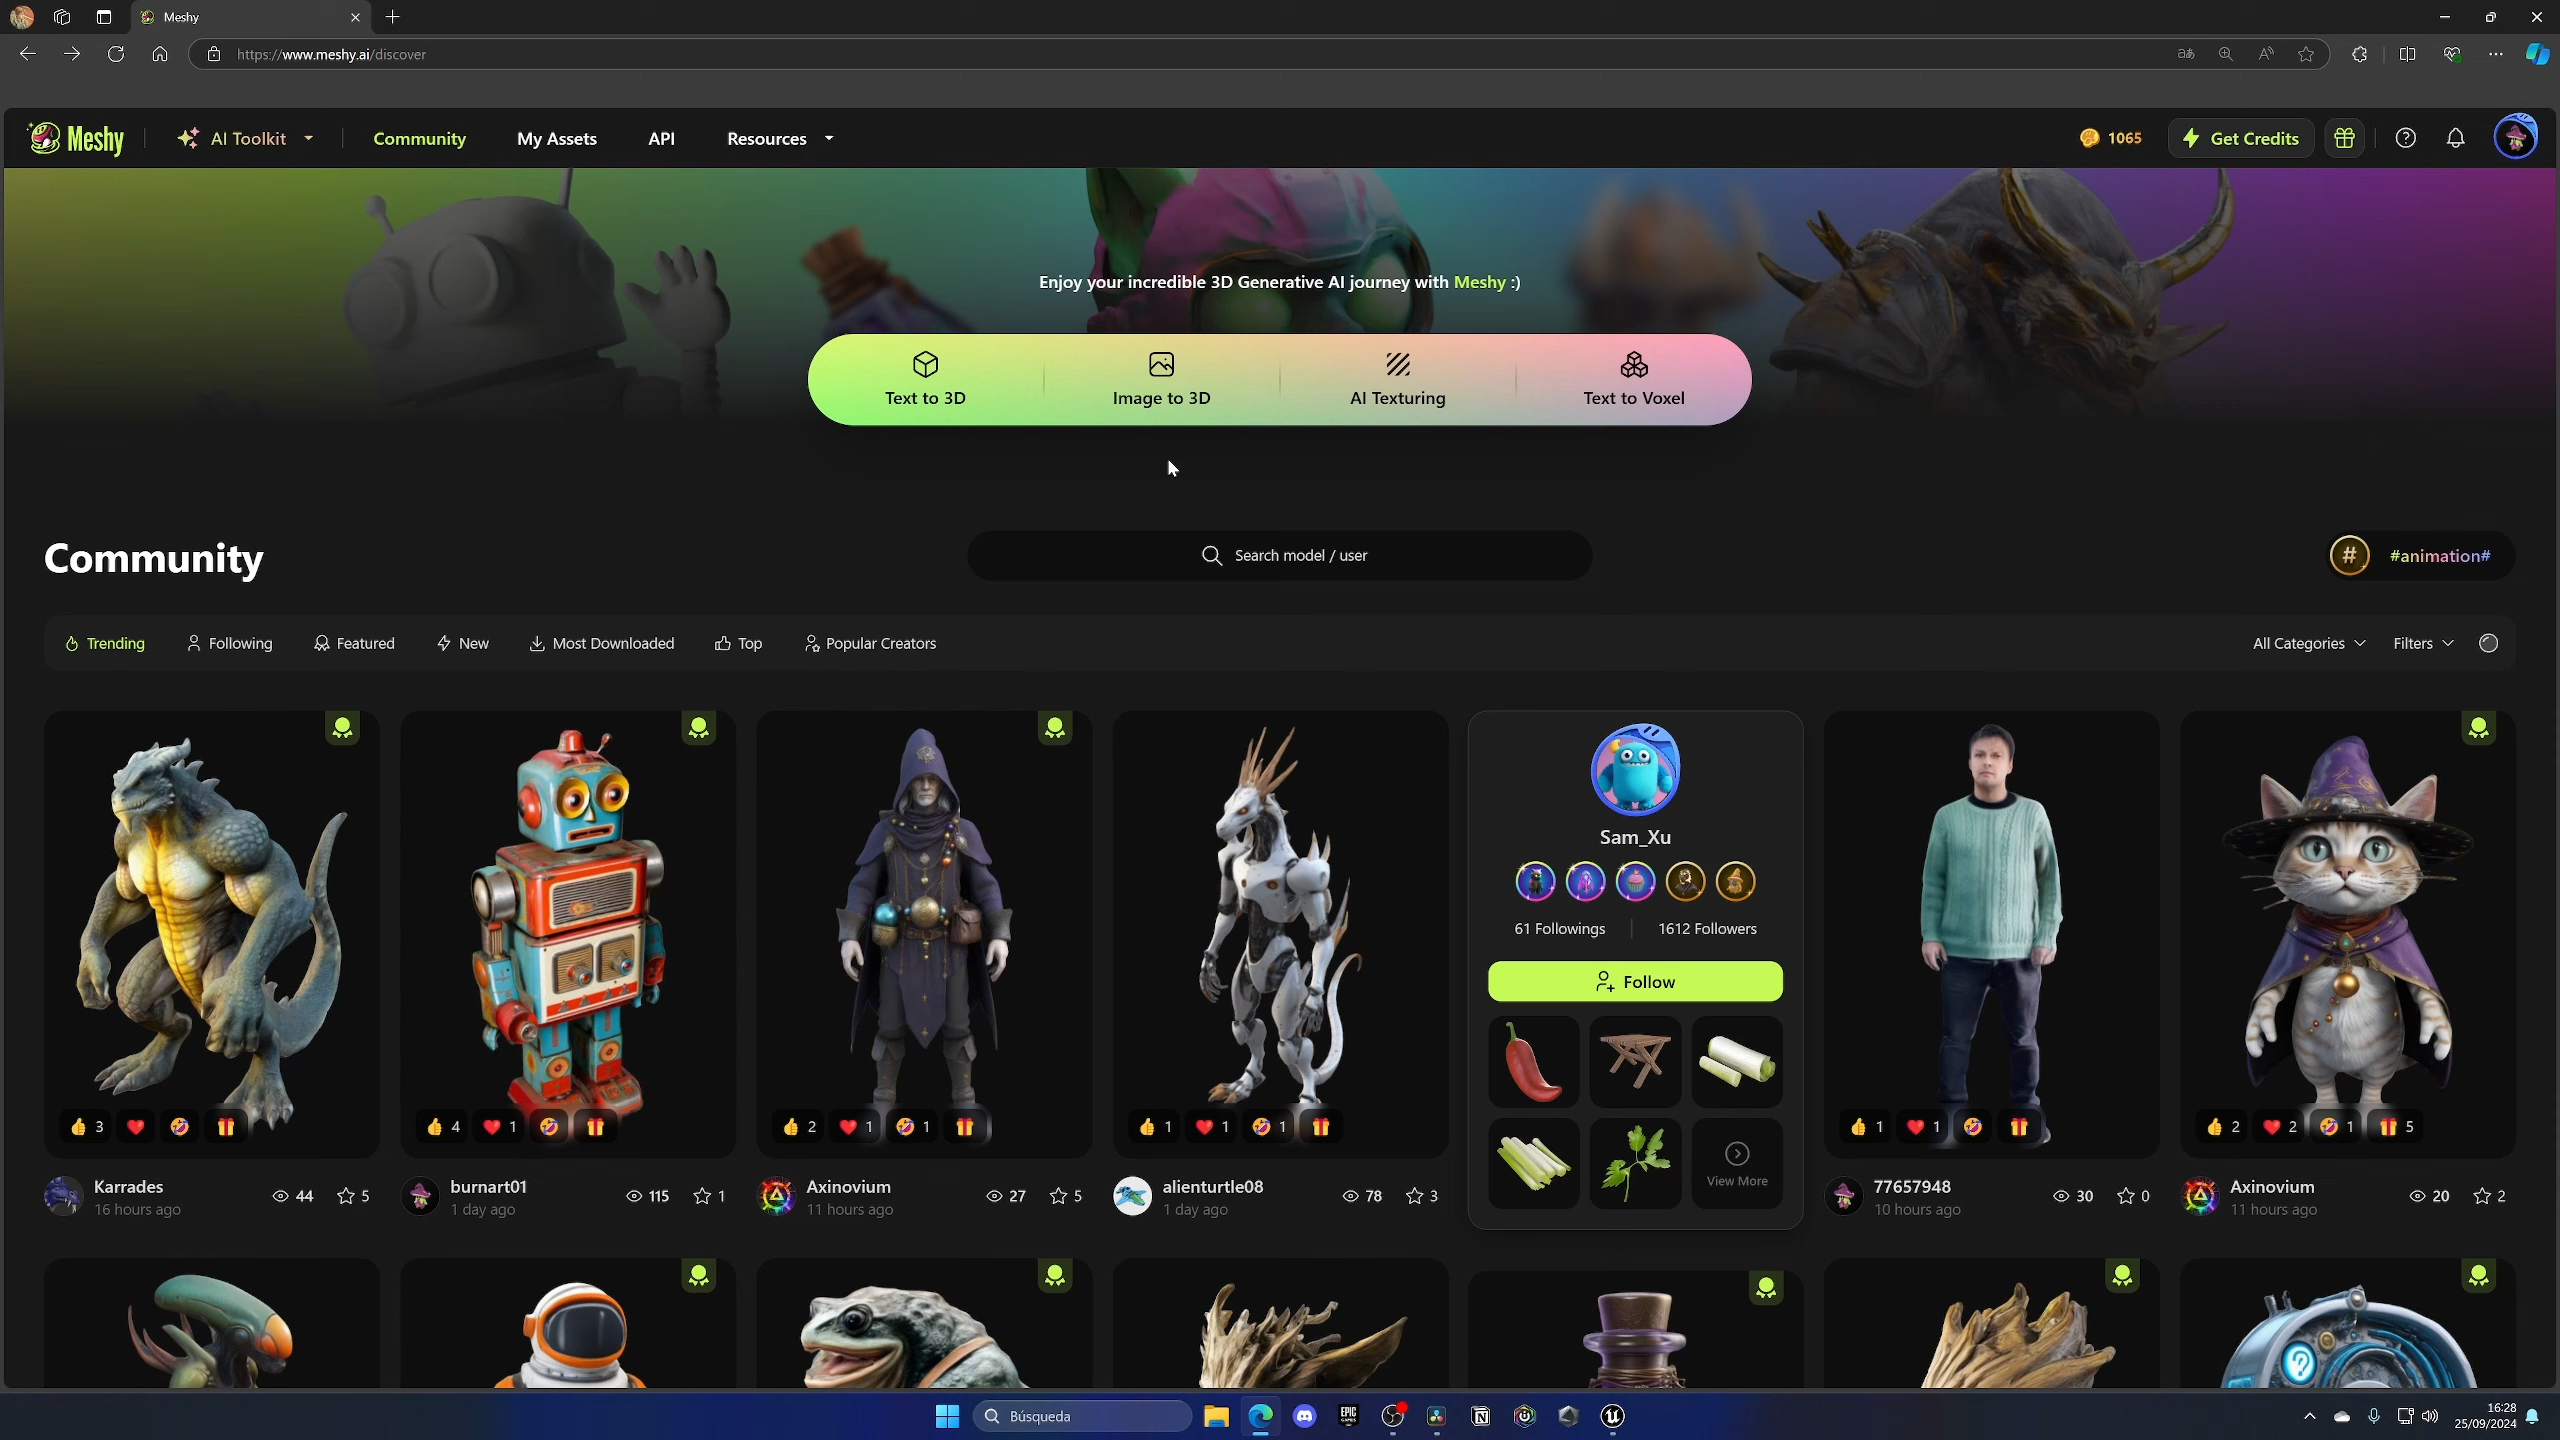 Meshy
https://www.meshy.ai/discover
Meshy
AI Toolkit
Community
My Assets
API
Resources
1065
Get Credits
Enjoy your incredible 3D Generative AI journey with Meshy :)
Text to 3D
Image to 3D
AI Texturing
Text to Voxel
Community
Search model / user
#
#animation#
Trending
Following
Featured
New
Most Downloaded
Top
Popular Creators
All Categories
Filters
Sam_Xu
61 Followings
1612 Followers
Follow
View More
3
4 1
2 1 1
1 1 1
1 1
2 2 1 5
Karrades
16 hours ago
44 5
burnart01
1 day ago
115 1
Axinovium
11 hours ago
27 5
alienturtle08
1 day ago
78 3
77657948
10 hours ago
30 0
Axinovium
11 hours ago
20 2
Búsqueda
EPIC
GAMES
16:28
25/09/2024